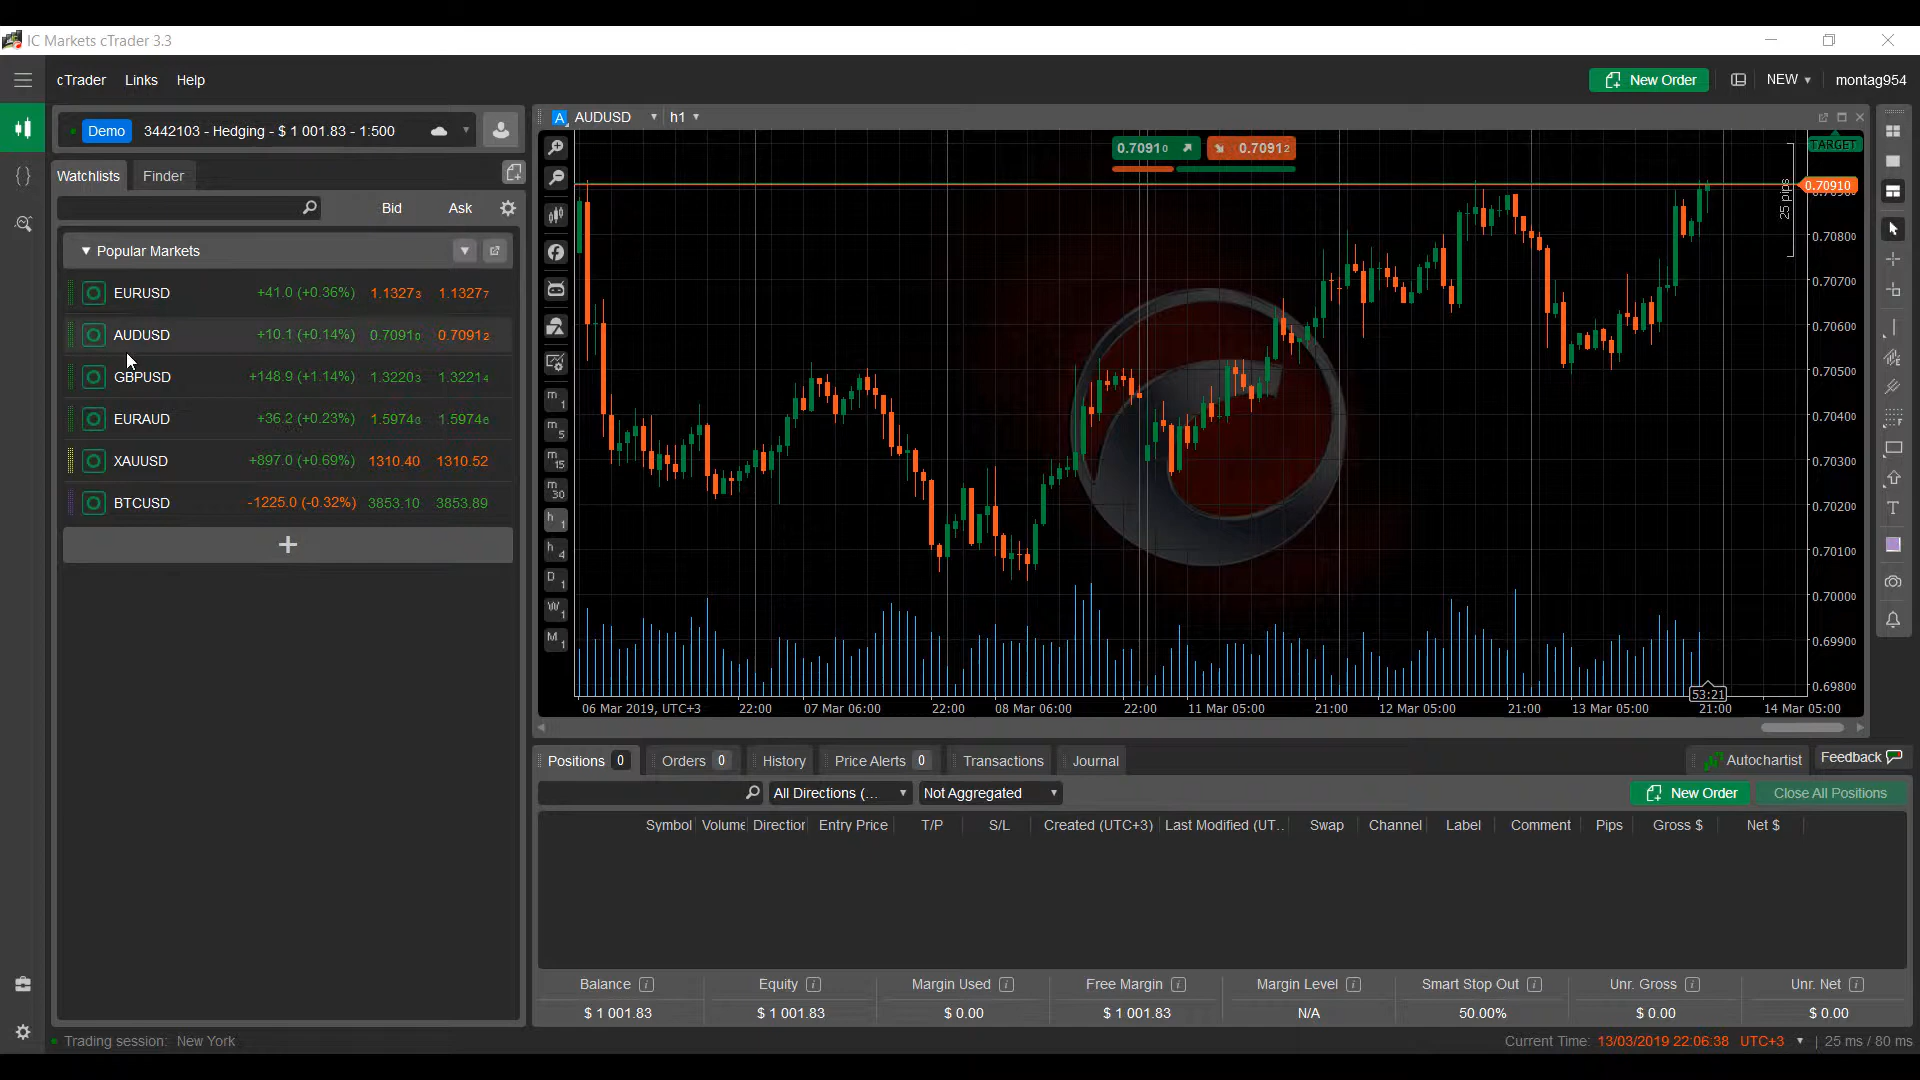 IC Markets cTrader 3.3
cTrader Links Help
New Order
NEW
montag954
Demo 3442103 - Hedging - $ 1 001.83 - 1:500
Watchlists Finder
Bid Ask
Popular Markets
EURUSD +41.0 (+0.36%) 1.13273 1.13277
AUDUSD +10.1 (+0.14%) 0.70910 0.70912
GBPUSD +148.9 (+1.14%) 1.32203 1.32214
EURAUD +36.2 (+0.23%) 1.59740 1.59746
XAUUSD +897.0 (+0.69%) 1310.40 1310.52
BTCUSD -1225.0 (-0.32%) 3853.10 3853.89
+
A AUDUSD h1
0.70910 0.70912
TARGET
25 pips
0.70910
0.70800
0.70700
0.70600
0.70500
0.70400
0.70300
0.70200
0.70100
0.70000
0.69900
0.69800
m 1
m 5
m 15
m 30
h 1
h 4
D 1
W 1
M 1
T
53:21
06 Mar 2019, UTC+3 22:00 07 Mar 06:00 22:00 08 Mar 06:00 22:00 11 Mar 05:00 21:00 12 Mar 05:00 21:00 13 Mar 05:00 21:00 14 Mar 05:00
Positions 0 Orders 0 History Price Alerts 0 Transactions Journal
Autochartist Feedback
All Directions (... Not Aggregated
New Order Close All Positions
Symbol Volume Direction Entry Price T/P S/L Created (UTC+3) Last Modified (UT... Swap Channel Label Comment Pips Gross $ Net $
Balance Equity Margin Used Free Margin Margin Level Smart Stop Out Unr. Gross Unr. Net
$ 1 001.83 $ 1 001.83 $ 0.00 $ 1 001.83 N/A 50.00% $ 0.00 $ 0.00
Trading session: New York
Current Time: 13/03/2019 22:06:38 UTC+3 | 25 ms / 80 ms